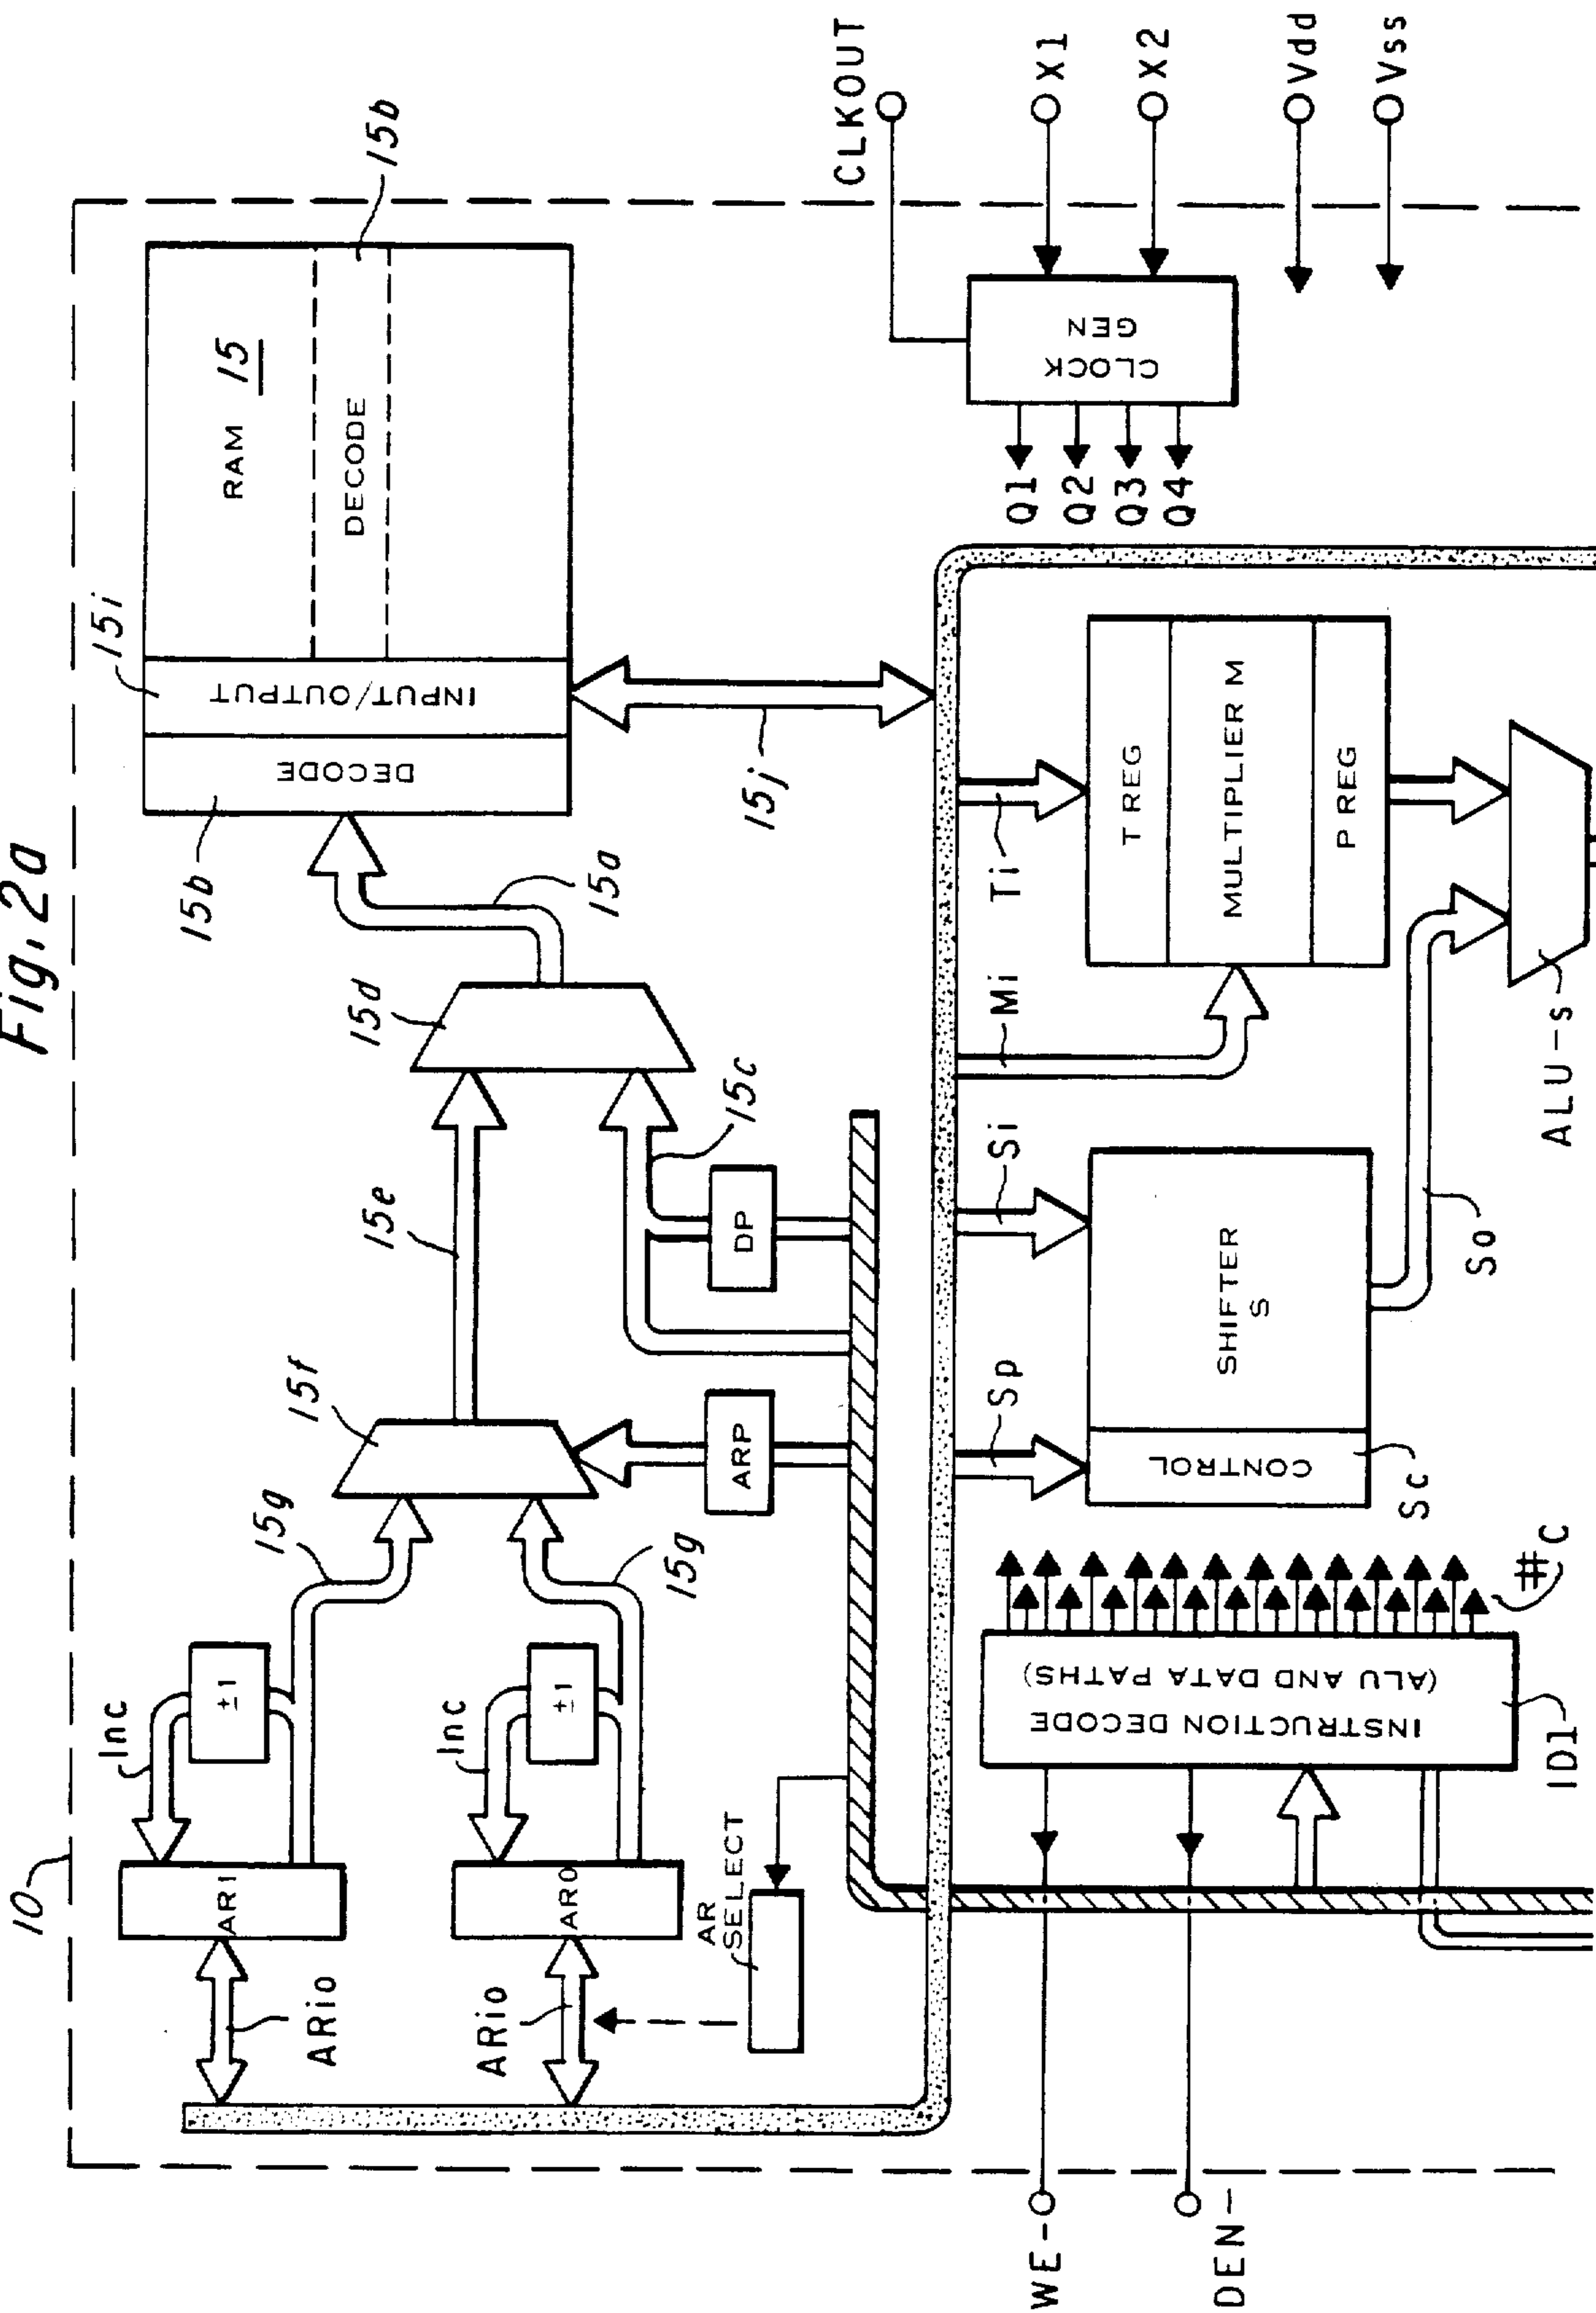 Fig. 2a
10
15i
RAM 15
15b
DECODE
INPUT/OUTPUT
DECODE
15b
15a
15j
15d
15e
15c
15f
15g
15g
DP
ARP
Inc
±1
Inc
±1
AR1
AR0
ARio
ARio
AR
SELECT
CLKOUT
X1
X2
Vdd
Vss
CLOCK
GEN
Q1
Q2
Q3
Q4
Ti
T REG
MULTIPLIER M
P REG
Mi
Si
Sp
SHIFTER
S
CONTROL
Sc
So
ALU-s
#C
INSTRUCTION DECODE
(ALU AND DATA PATHS)
ID1
WE-
DEN-